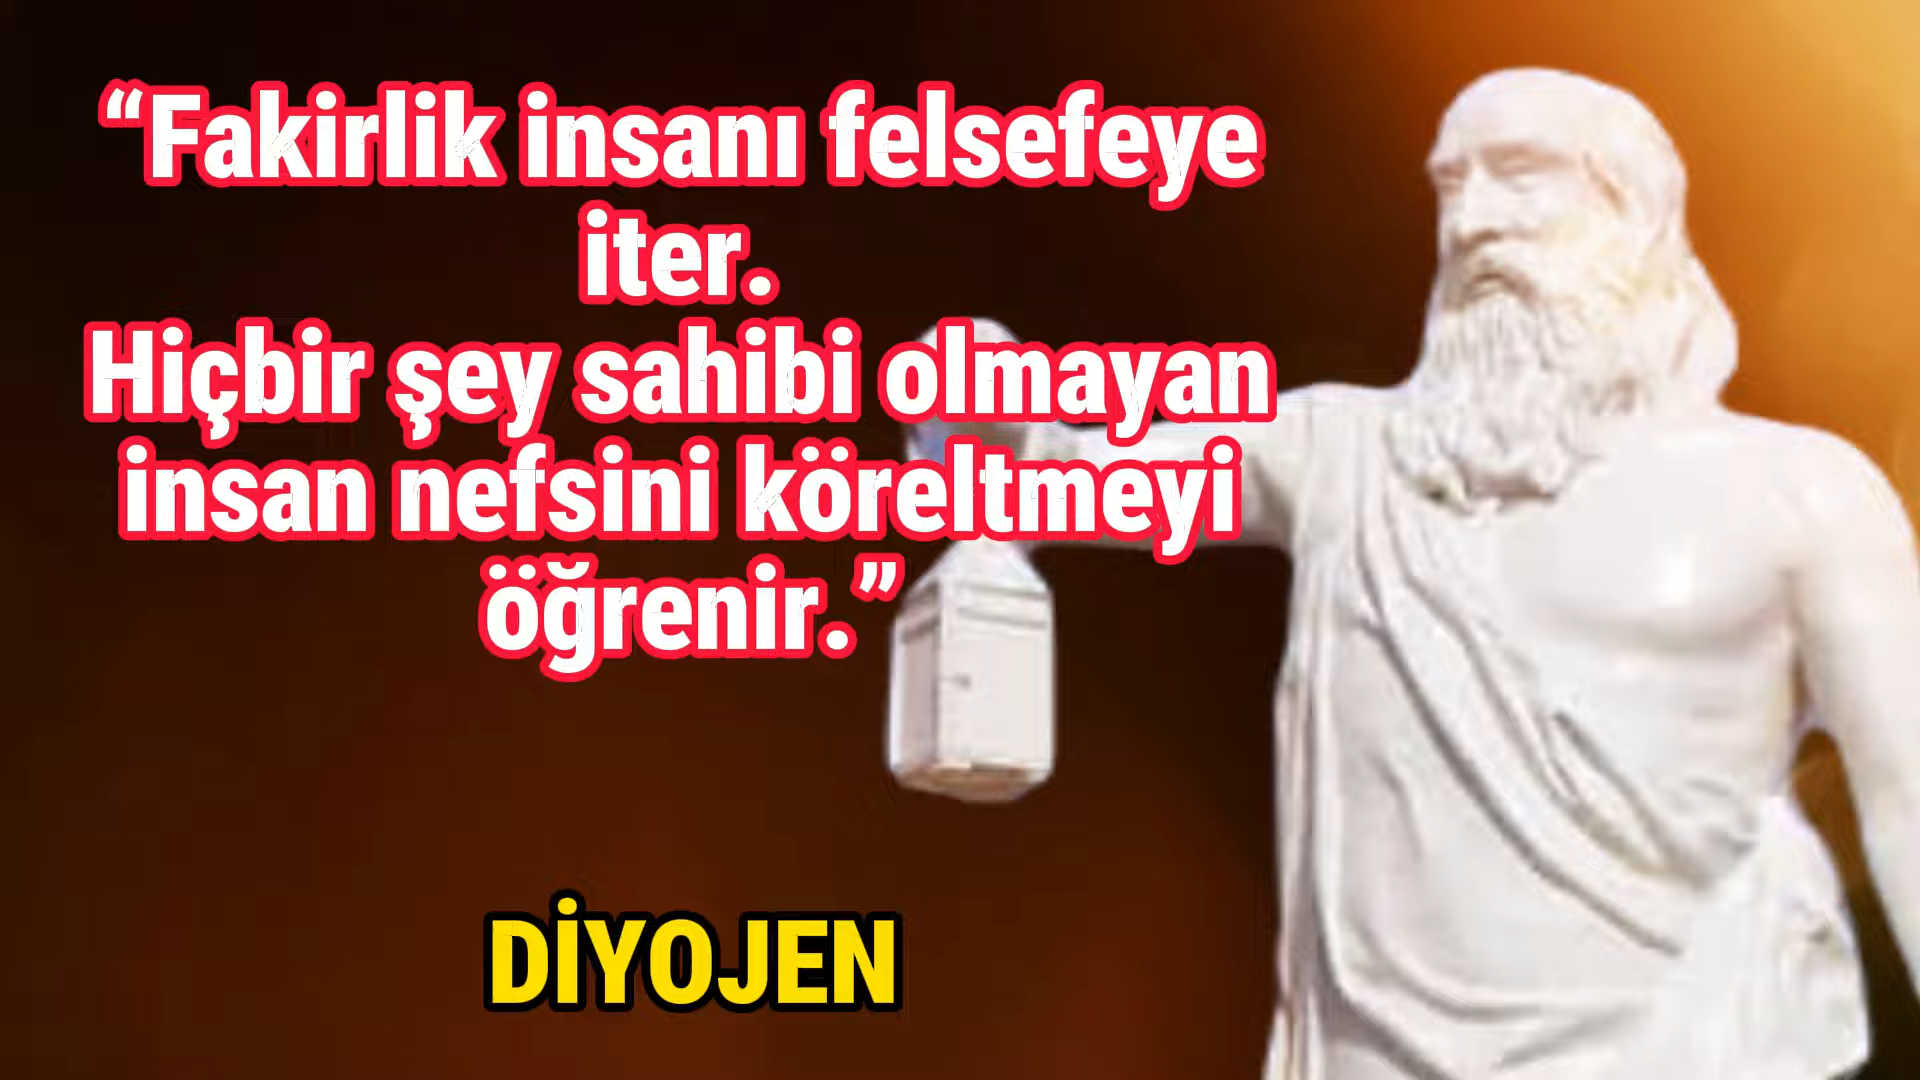 “Fakirlik insanı felsefeye
iter.
Hiçbir şey sahibi olmayan
insan nefsini köreltmeyi
öğrenir.”
DİYOJEN